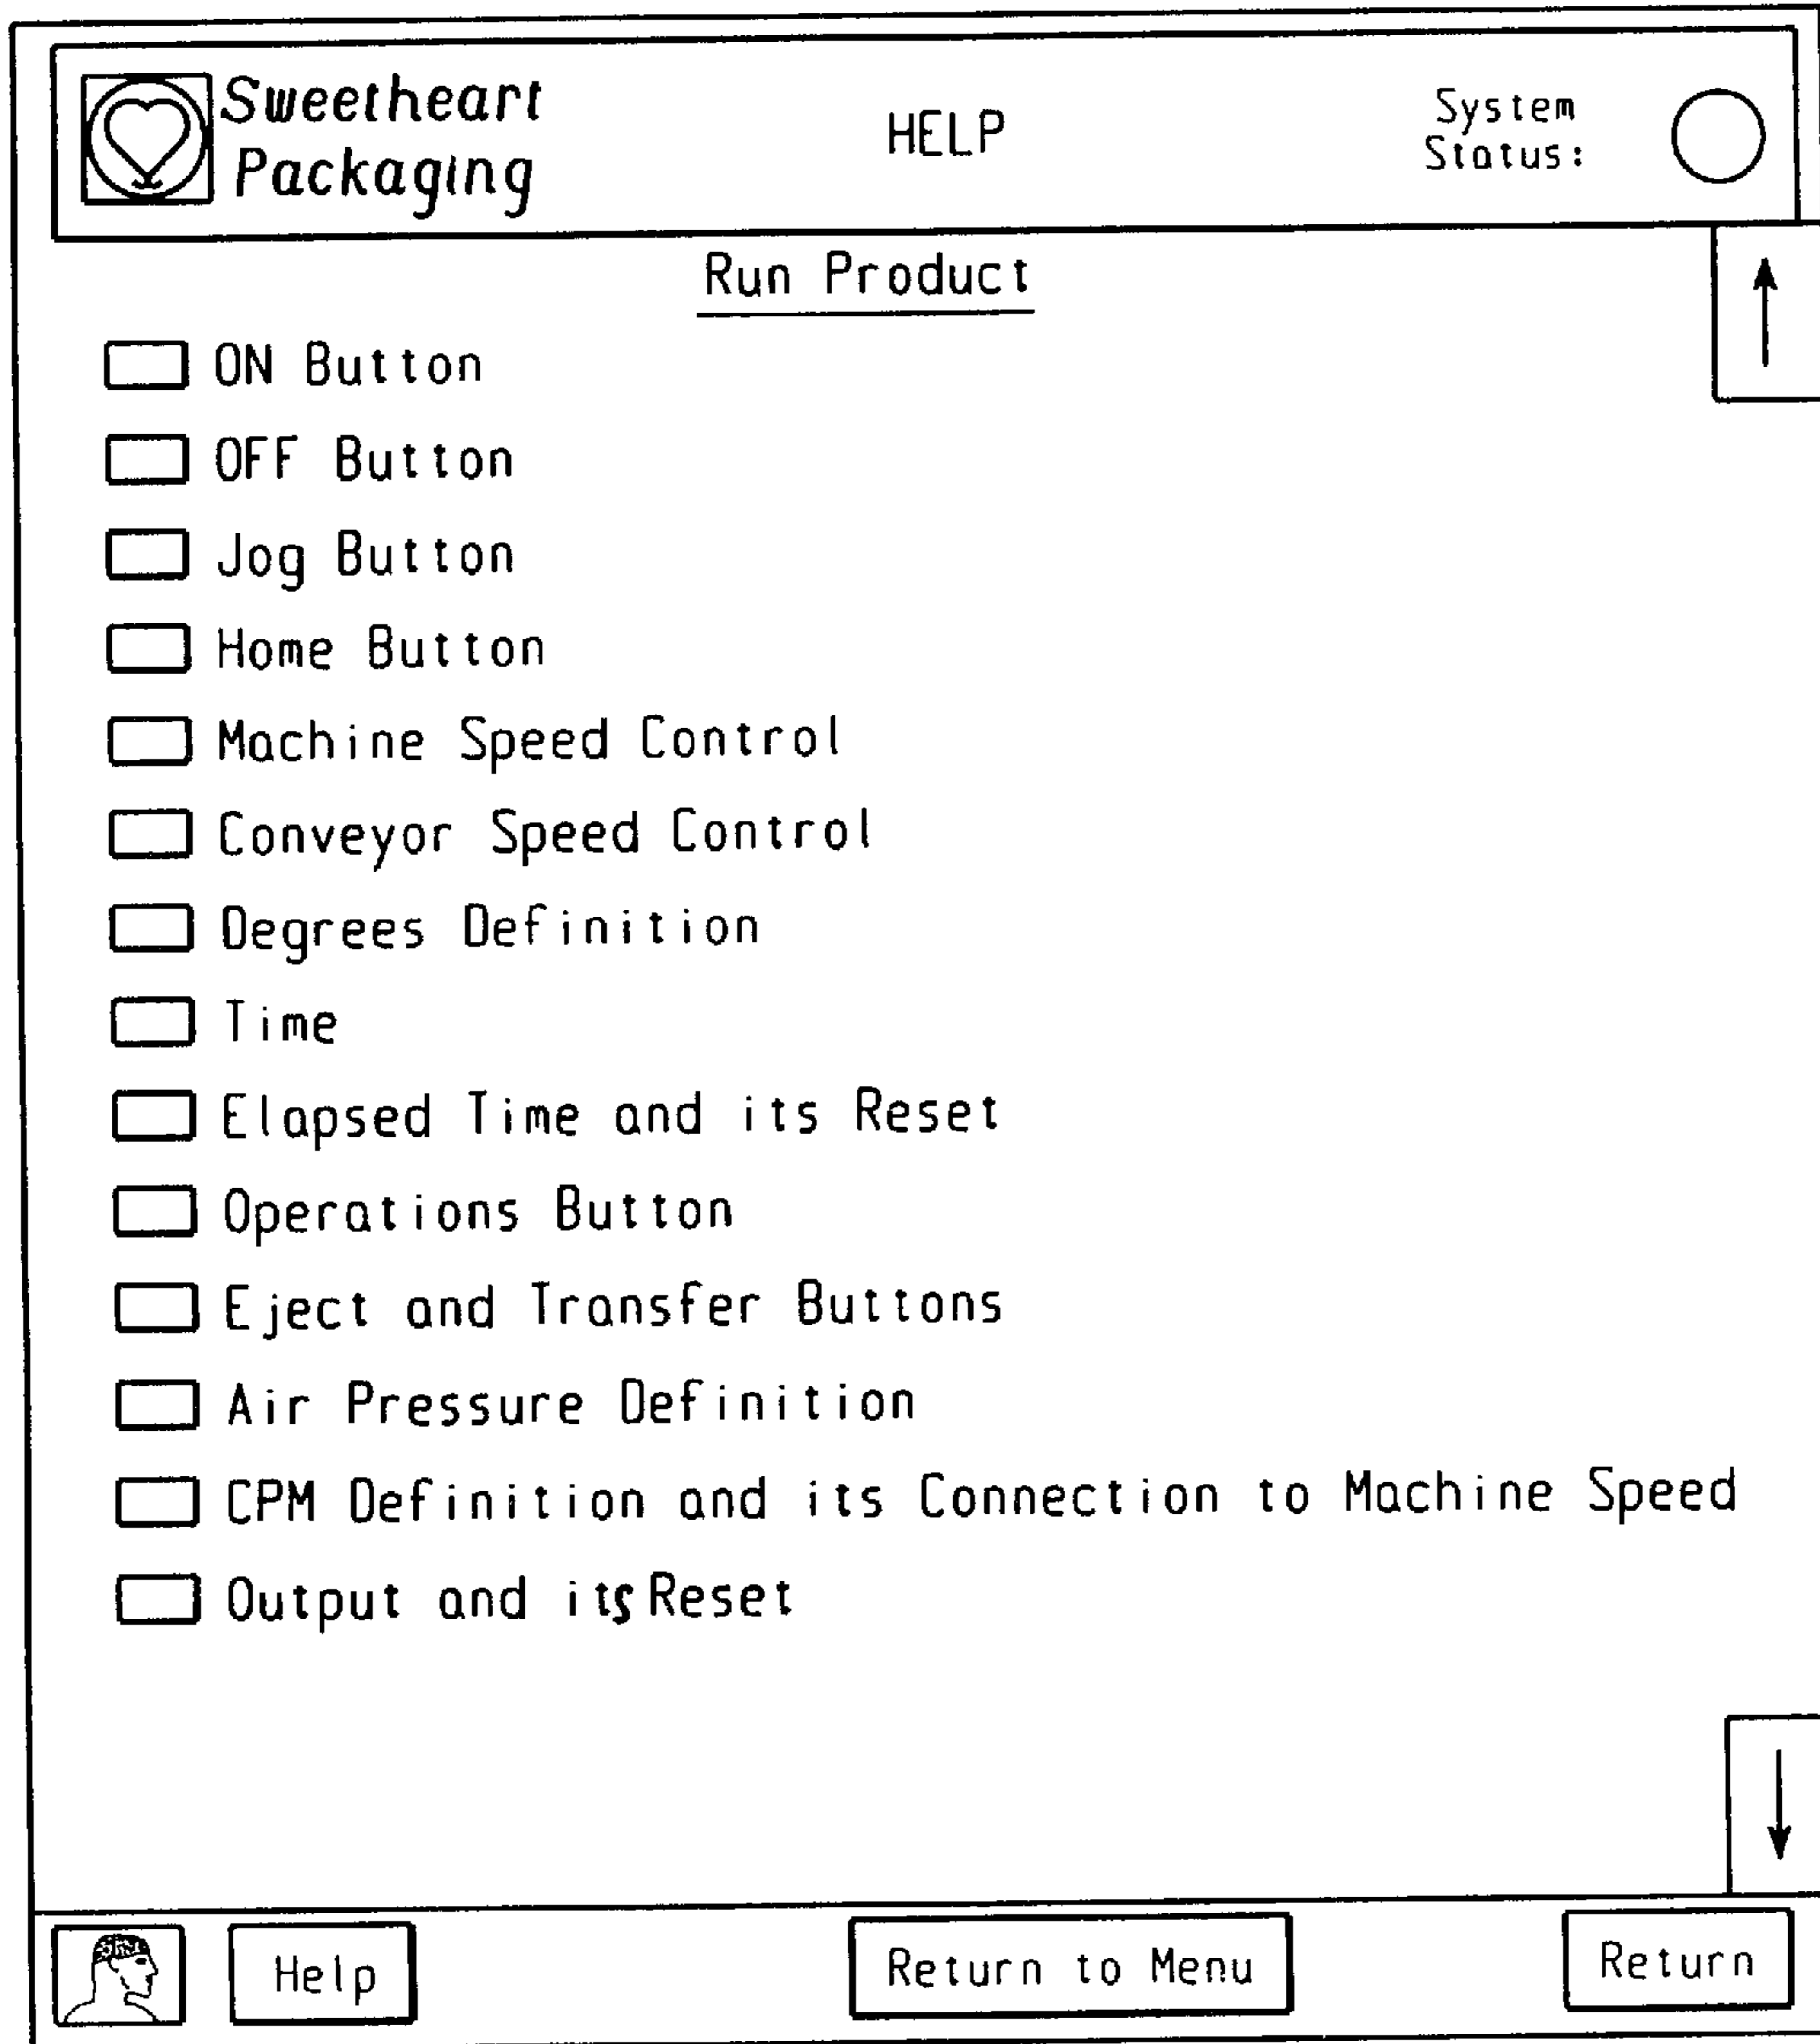 Sweetheart
Packaging
HELP
System
Status:
Run Product
ON Button
OFF Button
Jog Button
Home Button
Machine Speed Control
Conveyor Speed Control
Degrees Definition
Time
Elapsed Time and its Reset
Operations Button
Eject and Transfer Buttons
Air Pressure Definition
CPM Definition and its Connection to Machine Speed
Output and its Reset
Help
Return to Menu
Return